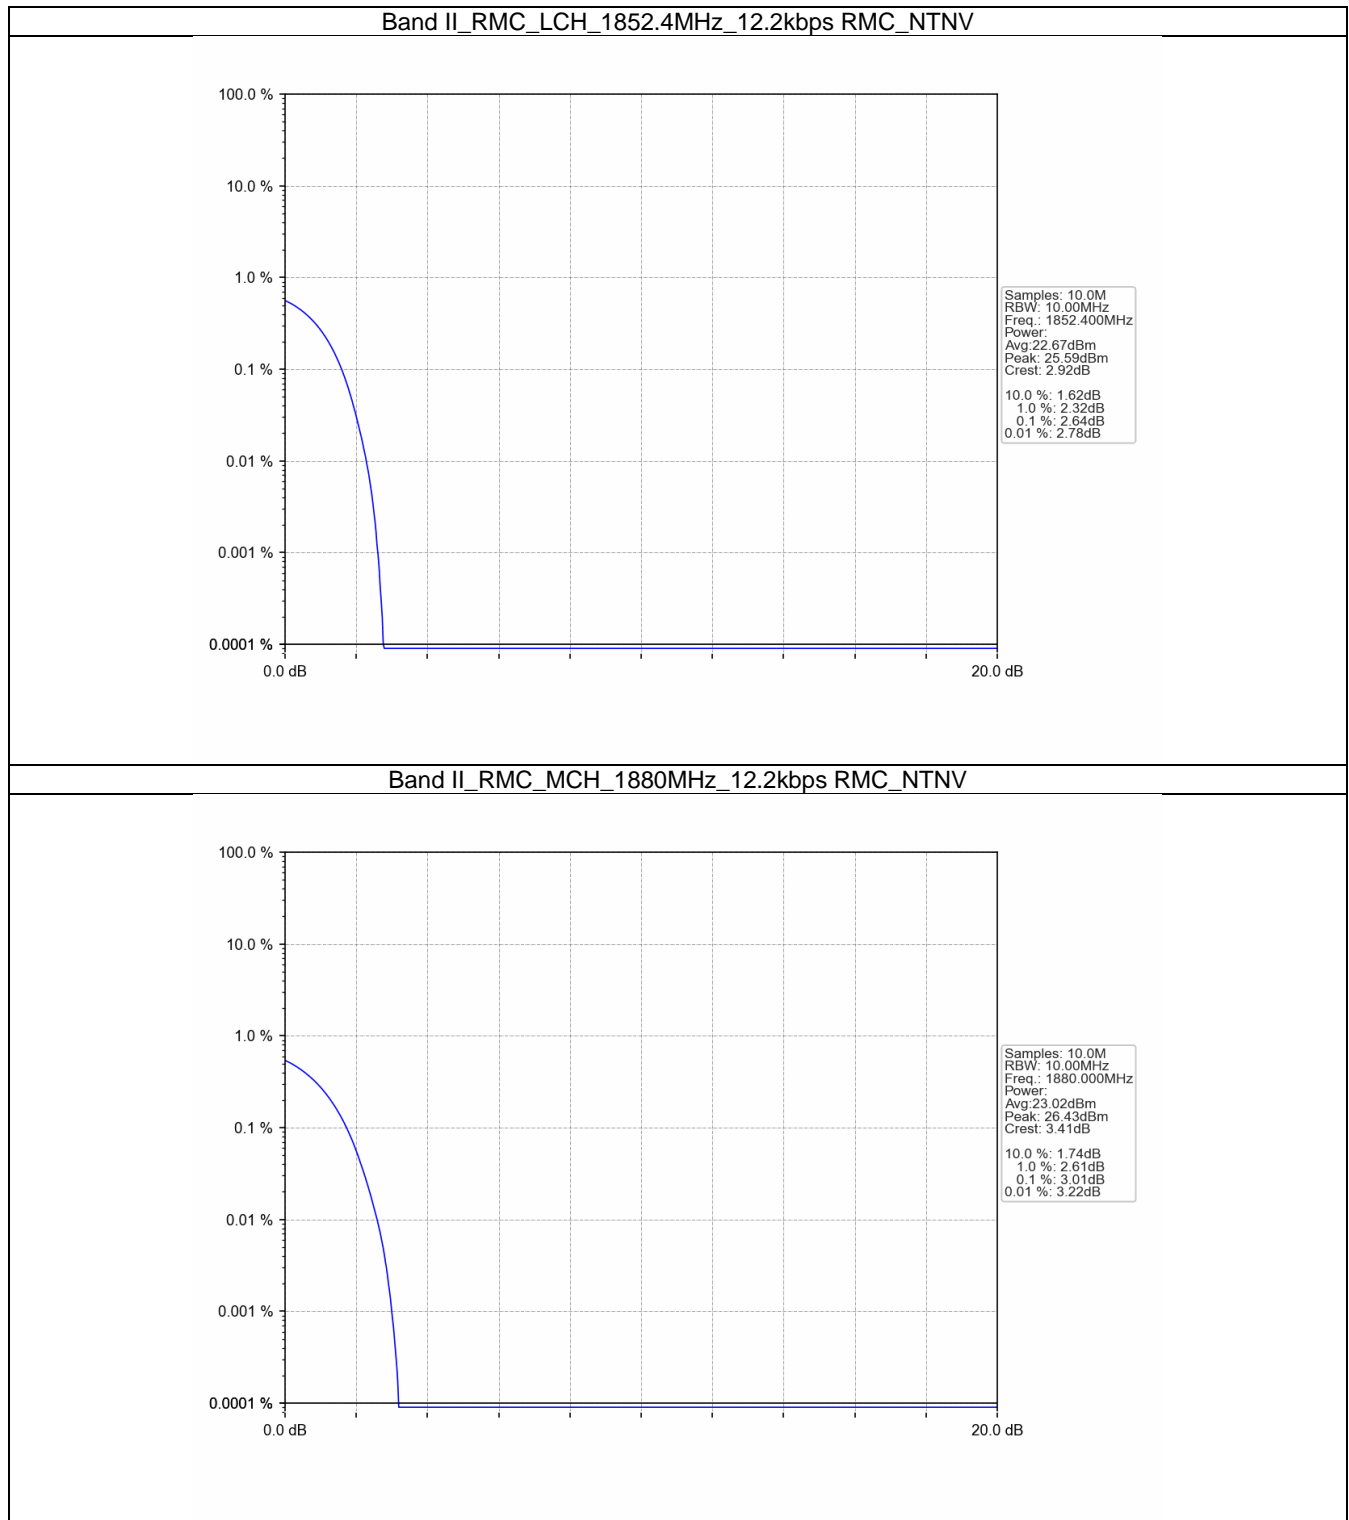 Band II_RMC_LCH_1852.4MHz_12.2kbps RMC_NTNV
100.0 %
10.0 %
1.0 %
0.1 %
0.01 %
0.001 %
0.0001 %
0.0 dB
20.0 dB
Samples: 10.0M
RBW: 10.00MHz
Freq.: 1852.400MHz
Power:
Avg:22.67dBm
Peak: 25.59dBm
Crest: 2.92dB
10.0 %: 1.62dB
1.0 %: 2.32dB
0.1 %: 2.64dB
0.01 %: 2.78dB
Band II_RMC_MCH_1880MHz_12.2kbps RMC_NTNV
100.0 %
10.0 %
1.0 %
0.1 %
0.01 %
0.001 %
0.0001 %
0.0 dB
20.0 dB
Samples: 10.0M
RBW: 10.00MHz
Freq.: 1880.000MHz
Power:
Avg:23.02dBm
Peak: 26.43dBm
Crest: 3.41dB
10.0 %: 1.74dB
1.0 %: 2.61dB
0.1 %: 3.01dB
0.01 %: 3.22dB